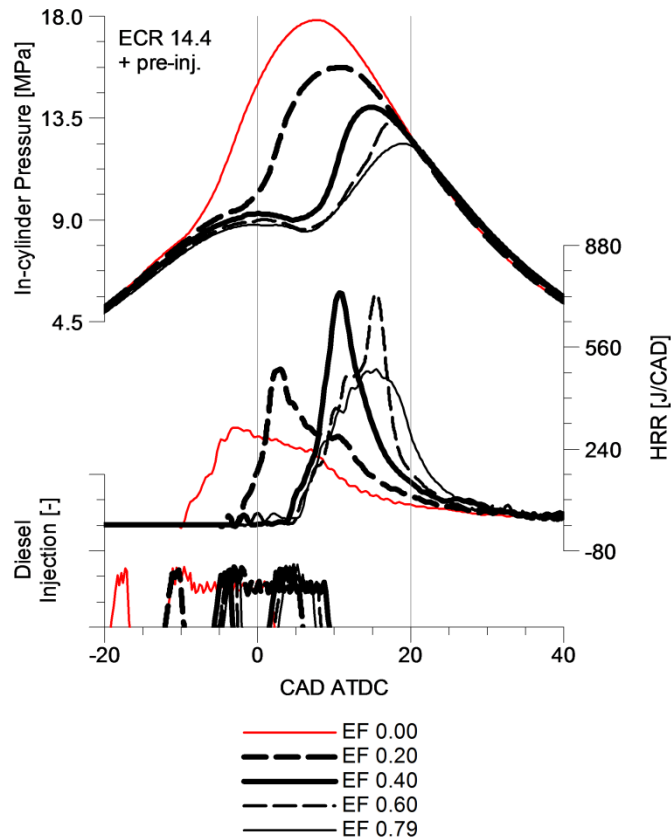 18.0
13.5
9.0
4.5
In-cylinder Pressure [MPa]
ECR 14.4
+ pre-inj.
880
560
240
-80
HRR [J/CAD]
Diesel
Injection [-]
-20
0
20
40
CAD ATDC
EF 0.00
EF 0.20
EF 0.40
EF 0.60
EF 0.79